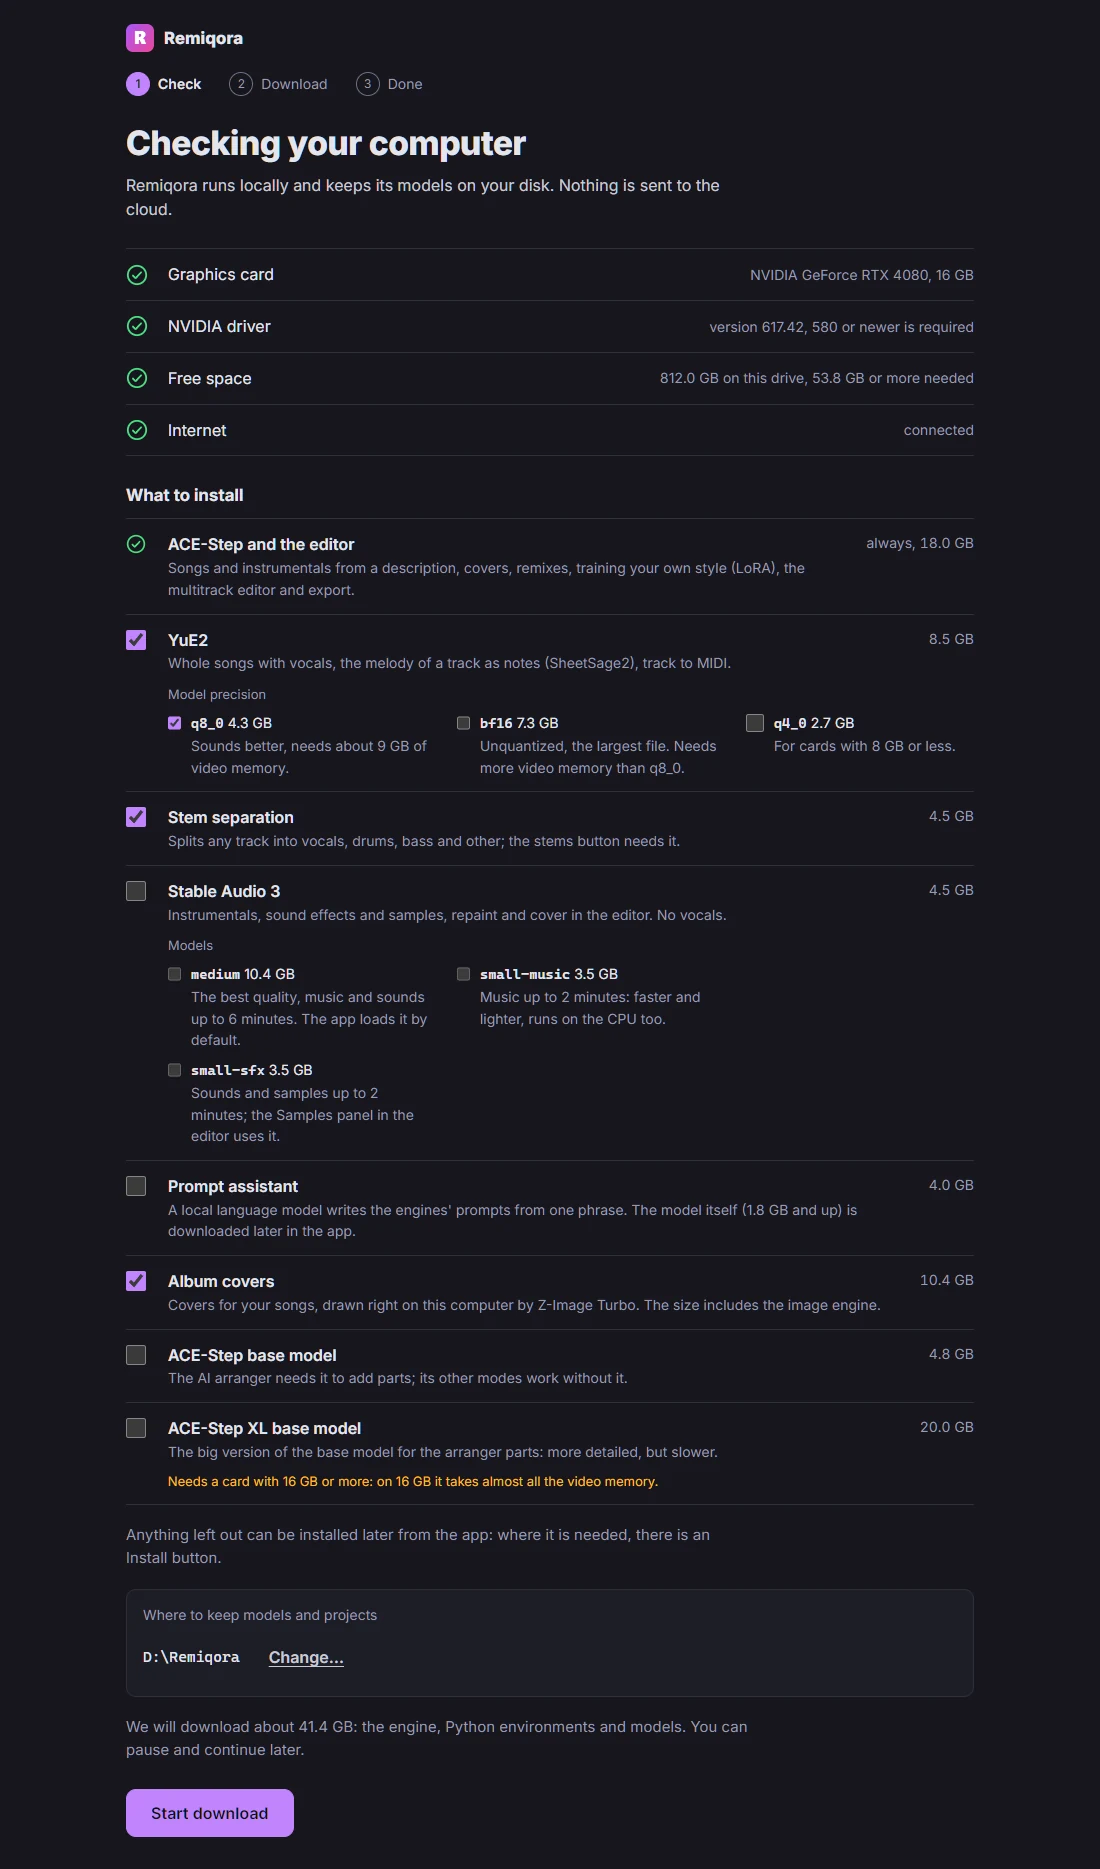 R Remiqora
1 Check 2 Download 3 Done
Checking your computer
Remiqora runs locally and keeps its models on your disk. Nothing is sent to the
cloud.
Graphics card NVIDIA GeForce RTX 4080, 16 GB
NVIDIA driver version 617.42, 580 or newer is required
Free space 812.0 GB on this drive, 53.8 GB or more needed
Internet connected
What to install
ACE-Step and the editor always, 18.0 GB
Songs and instrumentals from a description, covers, remixes, training your own style (LoRA), the
multitrack editor and export.
YuE2 8.5 GB
Whole songs with vocals, the melody of a track as notes (SheetSage2), track to MIDI.
Model precision
q8_0 4.3 GB
Sounds better, needs about 9 GB of
video memory.
bf16 7.3 GB
Unquantized, the largest file. Needs
more video memory than q8_0.
q4_0 2.7 GB
For cards with 8 GB or less.
Stem separation 4.5 GB
Splits any track into vocals, drums, bass and other; the stems button needs it.
Stable Audio 3 4.5 GB
Instrumentals, sound effects and samples, repaint and cover in the editor. No vocals.
Models
medium 10.4 GB
The best quality, music and sounds
up to 6 minutes. The app loads it by
default.
small-music 3.5 GB
Music up to 2 minutes: faster and
lighter, runs on the CPU too.
small-sfx 3.5 GB
Sounds and samples up to 2
minutes; the Samples panel in the
editor uses it.
Prompt assistant 4.0 GB
A local language model writes the engines' prompts from one phrase. The model itself (1.8 GB and up) is
downloaded later in the app.
Album covers 10.4 GB
Covers for your songs, drawn right on this computer by Z-Image Turbo. The size includes the image engine.
ACE-Step base model 4.8 GB
The AI arranger needs it to add parts; its other modes work without it.
ACE-Step XL base model 20.0 GB
The big version of the base model for the arranger parts: more detailed, but slower.
Needs a card with 16 GB or more: on 16 GB it takes almost all the video memory.
Anything left out can be installed later from the app: where it is needed, there is an
Install button.
Where to keep models and projects
D:\Remiqora Change...
We will download about 41.4 GB: the engine, Python environments and models. You can
pause and continue later.
Start download